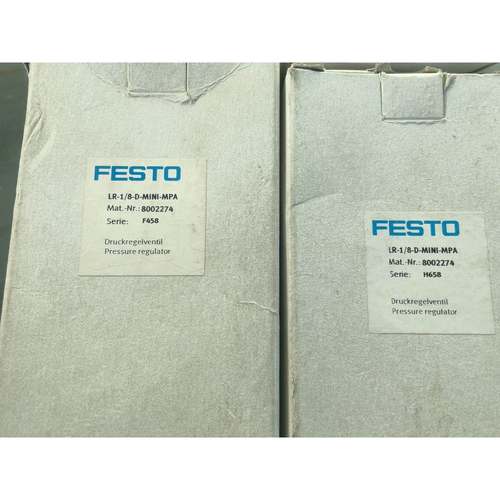 FESTO
LR-1/8-D-MINI-MPA
Mat.-Nr.: 8002274
Serie: F458
Druckregelventil
Pressure regulator
FESTO
LR-1/8-D-MINI-MPA
Mat.-Nr.: 8002274
Serie: H658
Druckregelventil
Pressure regulator